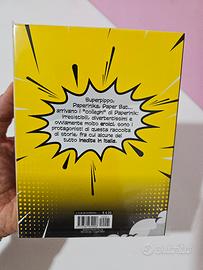 Superpippo,
Paperinika, Paper Bat...
arrivano i "colleghi" di Paperinik:
irresistibili, divertentissimi e
ovviamente molto eroici, sono i
protagonisti di questa raccolta
di storie, fra cui alcune del
tutto inedite in Italia.